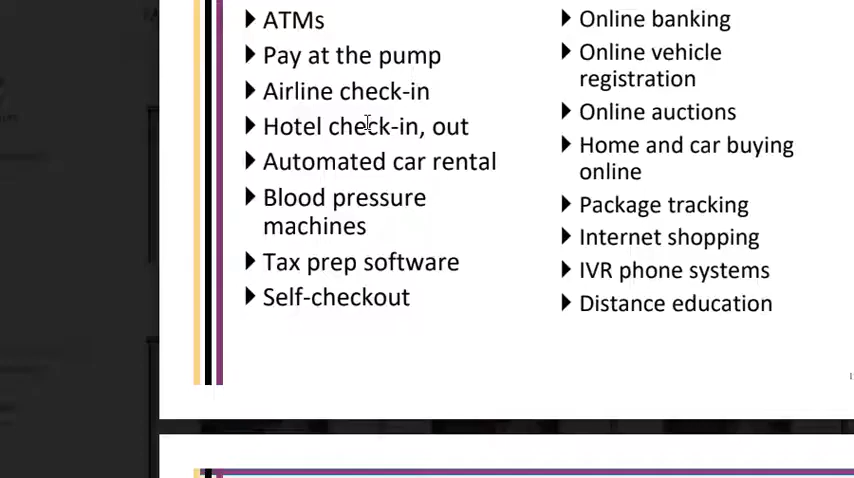 ATMs
Pay at the pump
Airline check-in
Hotel check-in, out
Automated car rental
Blood pressure
machines
Tax prep software
Self-checkout
Online banking
Online vehicle
registration
Online auctions
Home and car buying
online
Package tracking
Internet shopping
IVR phone systems
Distance education